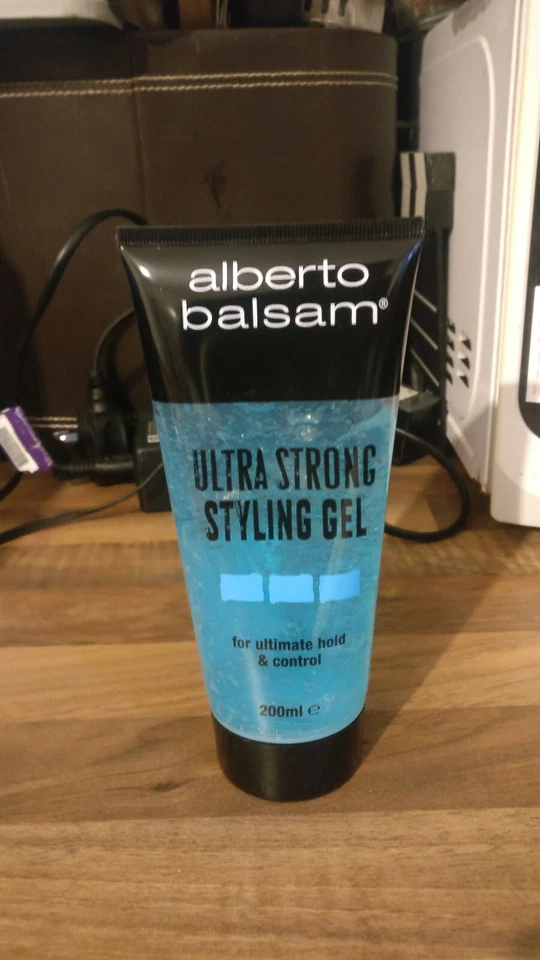 alberto
balsam®
ULTRA STRONG
STYLING GEL
for ultimate hold
& control
200ml ℮